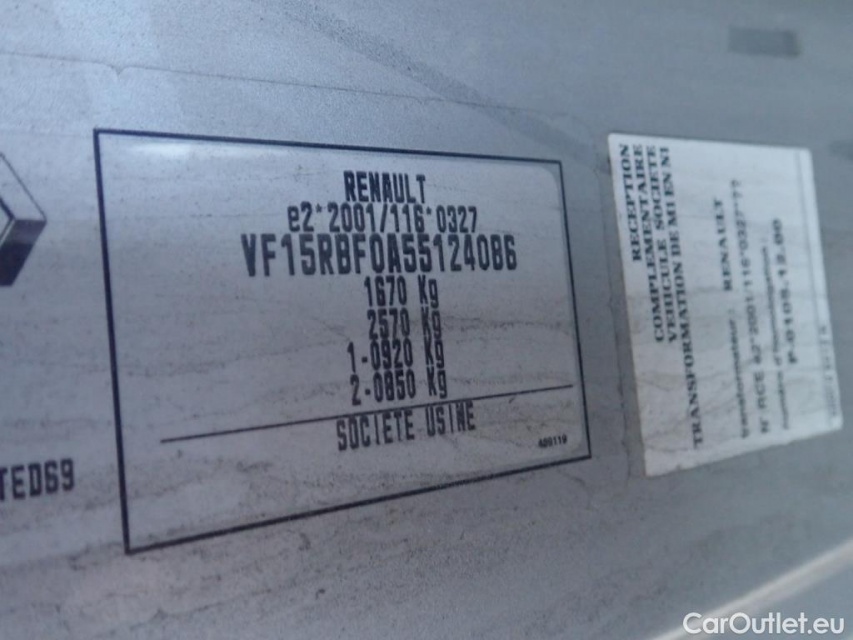 RENAULT
e2*2001/116*0327
VF15RBF0A55124086
1670 Kg
2570 Kg
1-0920 Kg
2-0850 Kg
SOCIETE USINE
TED69
RECEPTION
COMPLEMENTAIRE
VEHICULE SOCIETE
TRANSFORMATION DE M1 EN N1
RENAULT
CarOutlet.eu